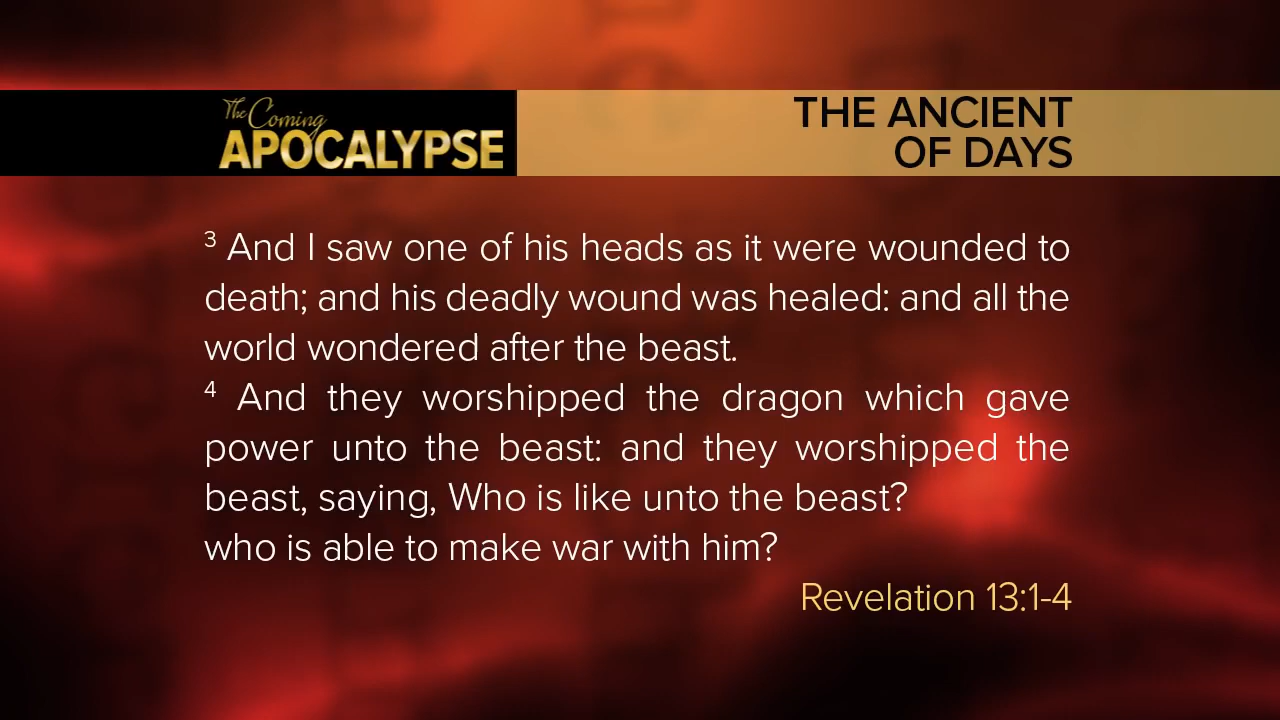 The Coming
APOCALYPSE
THE ANCIENT
OF DAYS
³ And I saw one of his heads as it were wounded to
death; and his deadly wound was healed: and all the
world wondered after the beast.
⁴ And they worshipped the dragon which gave
power unto the beast: and they worshipped the
beast, saying, Who is like unto the beast?
who is able to make war with him?
Revelation 13:1-4